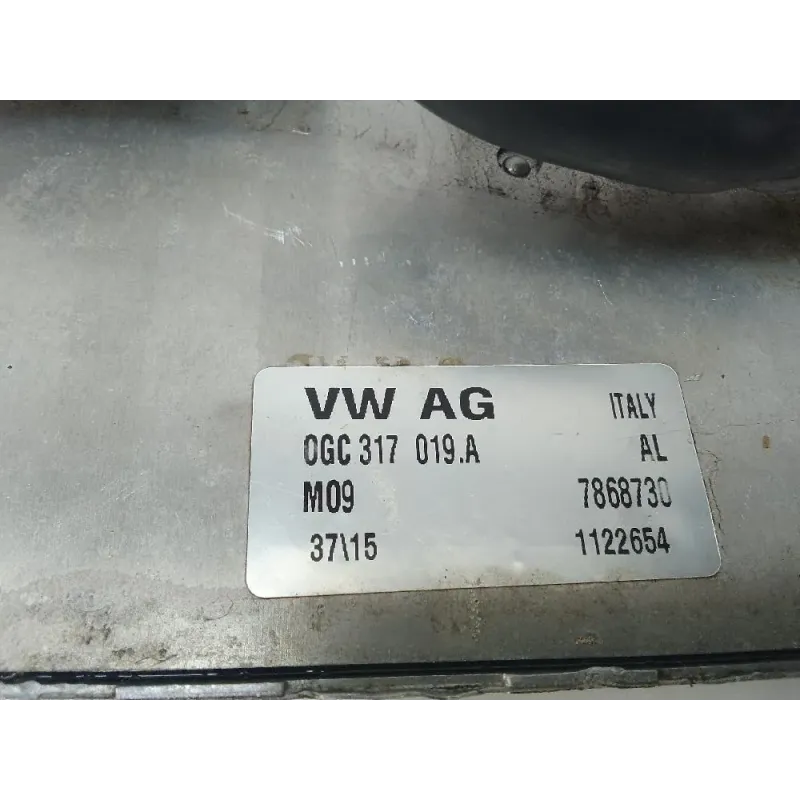 VW AG ITALY
0GC 317 019.A AL
M09 7868730
37\15 1122654